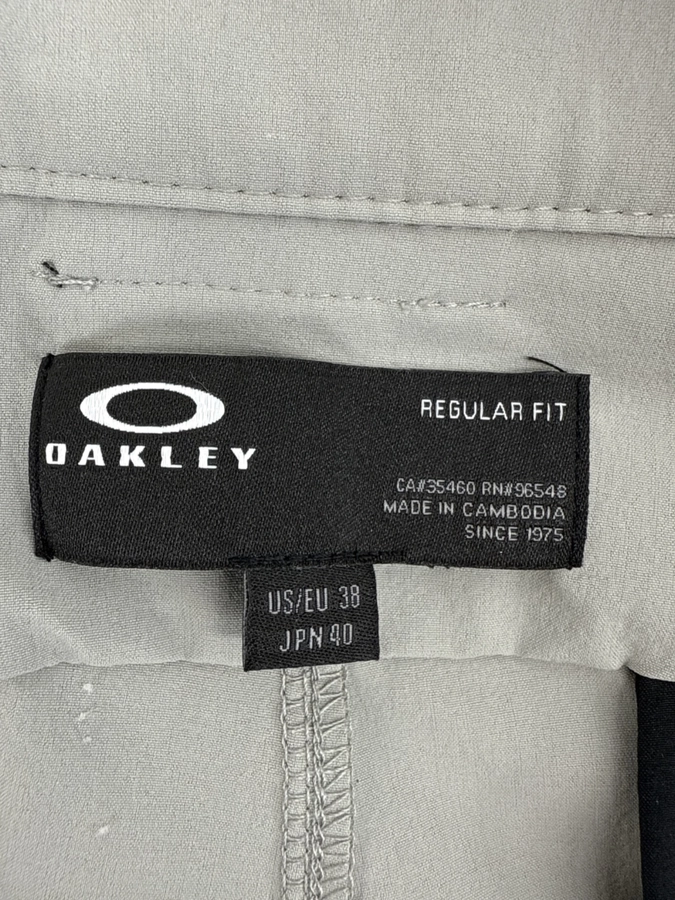 OAKLEY
REGULAR FIT
CA#35460 RN#96548
MADE IN CAMBODIA
SINCE 1975
US/EU 38
JPN 40